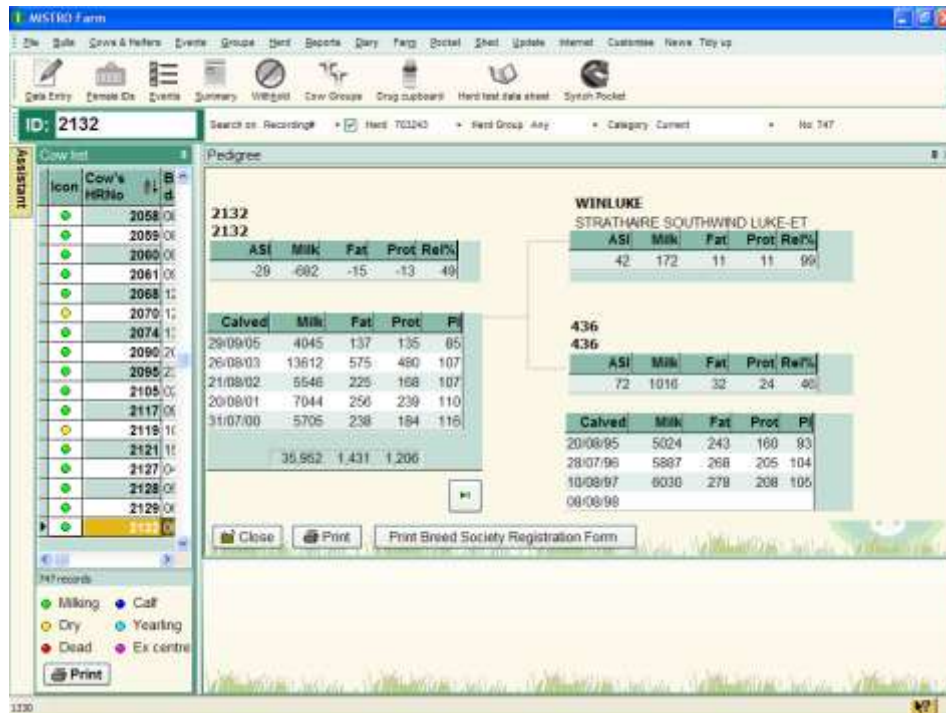 MISTRO Farm
File Bulls Cows & Heifers Events Groups Herd Reports Diary Farm Pocket Shed Update Internet Customise News Tidy up
Data Entry Female IDs Events Summary Withhold Cow Groups Drug cupboard Herd test data sheet Synch Pocket
ID: 2132 Search on Recording# Herd 703243 Herd Group Any Category Current No: 747
Assistant
Cow list
Pedigree
Icon Cow's HRNo
2058
2059
2060
2061
2068
2070
2074
2090
2095
2105
2117
2119
2121
2127
2128
2129
2132
747 records
Milking Calf
Dry Yearling
Dead Ex centre
Print
2132
2132
ASI Milk Fat Prot Rel%
-29 -682 -15 -13 49
Calved Milk Fat Prot PI
29/09/05 4045 137 135 85
26/08/03 13612 575 480 107
21/08/02 5546 225 168 107
20/08/01 7044 256 239 110
31/07/00 5705 238 184 116
35,952 1,431 1,206
WINLUKE
STRATHAIRE SOUTHWIND LUKE-ET
ASI Milk Fat Prot Rel%
42 172 11 11 99
436
436
ASI Milk Fat Prot Rel%
72 1016 32 24 46
Calved Milk Fat Prot PI
20/08/95 5024 243 160 93
28/07/96 5887 268 205 104
10/08/97 6036 278 208 105
08/08/98
Close Print Print Breed Society Registration Form